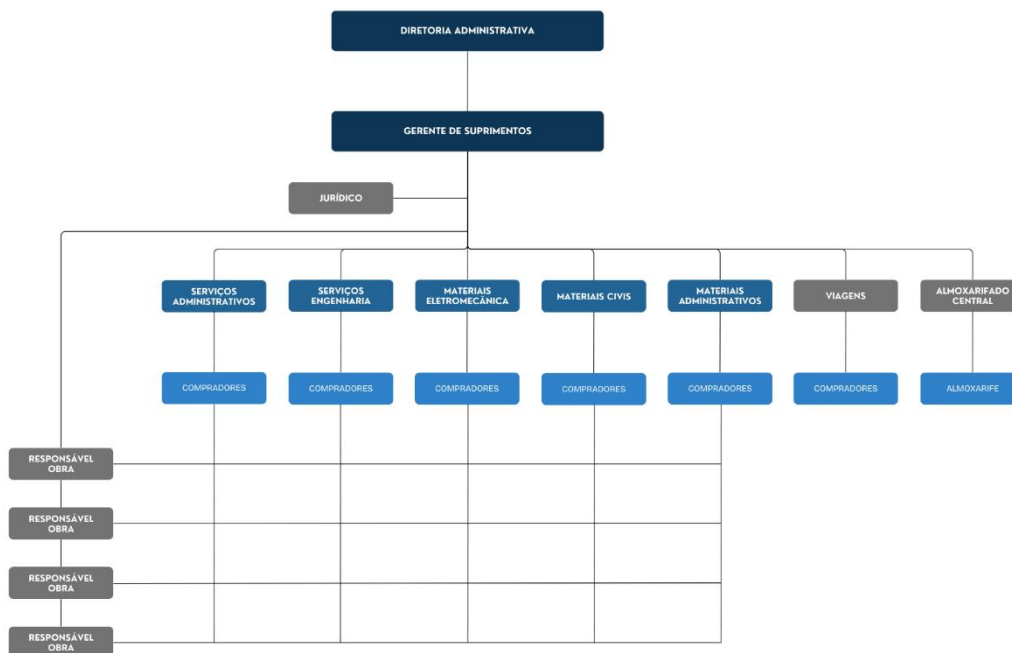 DIRETORIA ADMINISTRATIVA
GERENTE DE SUPRIMENTOS
JURÍDICO
SERVIÇOS
ADMINISTRATIVOS
SERVIÇOS
ENGENHARIA
MATERIAIS
ELETROMECÂNICA
MATERIAIS CIVIS
MATERIAIS
ADMINISTRATIVOS
VIAGENS
ALMOXARIFADO
CENTRAL
COMPRADORES
COMPRADORES
COMPRADORES
COMPRADORES
COMPRADORES
COMPRADORES
ALMOXARIFE
RESPONSÁVEL
OBRA
RESPONSÁVEL
OBRA
RESPONSÁVEL
OBRA
RESPONSÁVEL
OBRA